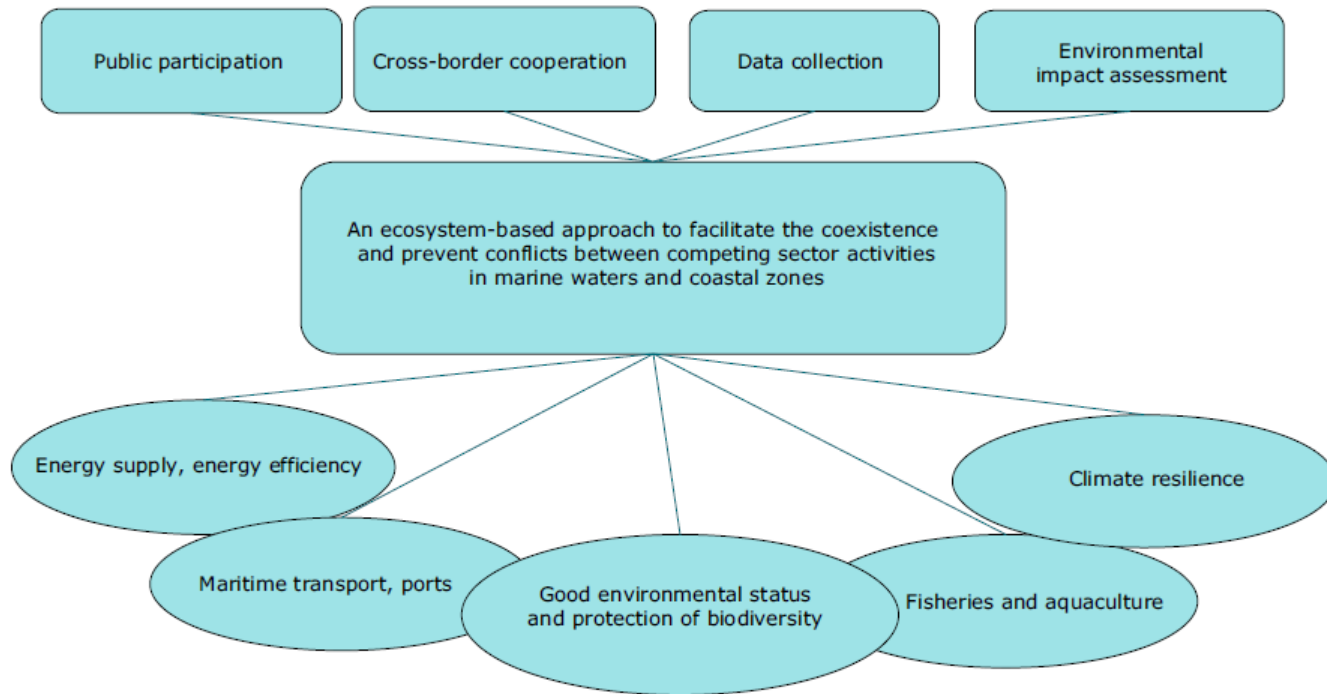 Public participation
Cross-border cooperation
Data collection
Environmental
impact assessment
An ecosystem-based approach to facilitate the coexistence
and prevent conflicts between competing sector activities
in marine waters and coastal zones
Energy supply, energy efficiency
Climate resilience
Maritime transport, ports
Good environmental status
and protection of biodiversity
Fisheries and aquaculture